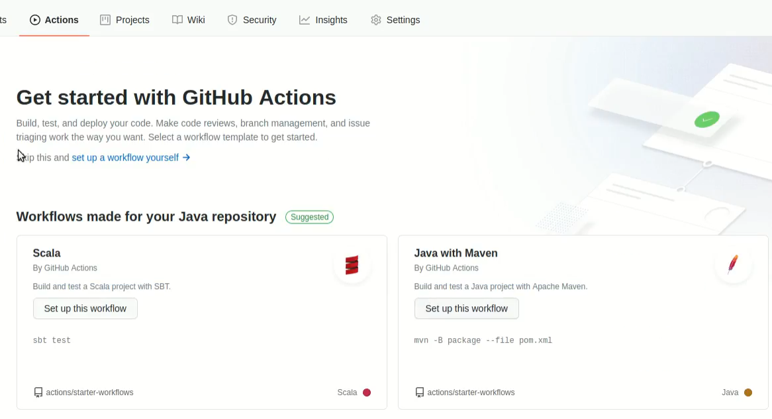 ts Actions Projects Wiki Security Insights Settings
Get started with GitHub Actions
Build, test, and deploy your code. Make code reviews, branch management, and issue
triaging work the way you want. Select a workflow template to get started.
Skip this and set up a workflow yourself →
Workflows made for your Java repository Suggested
Scala
By GitHub Actions
Build and test a Scala project with SBT.
Set up this workflow
sbt test
actions/starter-workflows Scala
Java with Maven
By GitHub Actions
Build and test a Java project with Apache Maven.
Set up this workflow
mvn -B package --file pom.xml
actions/starter-workflows Java